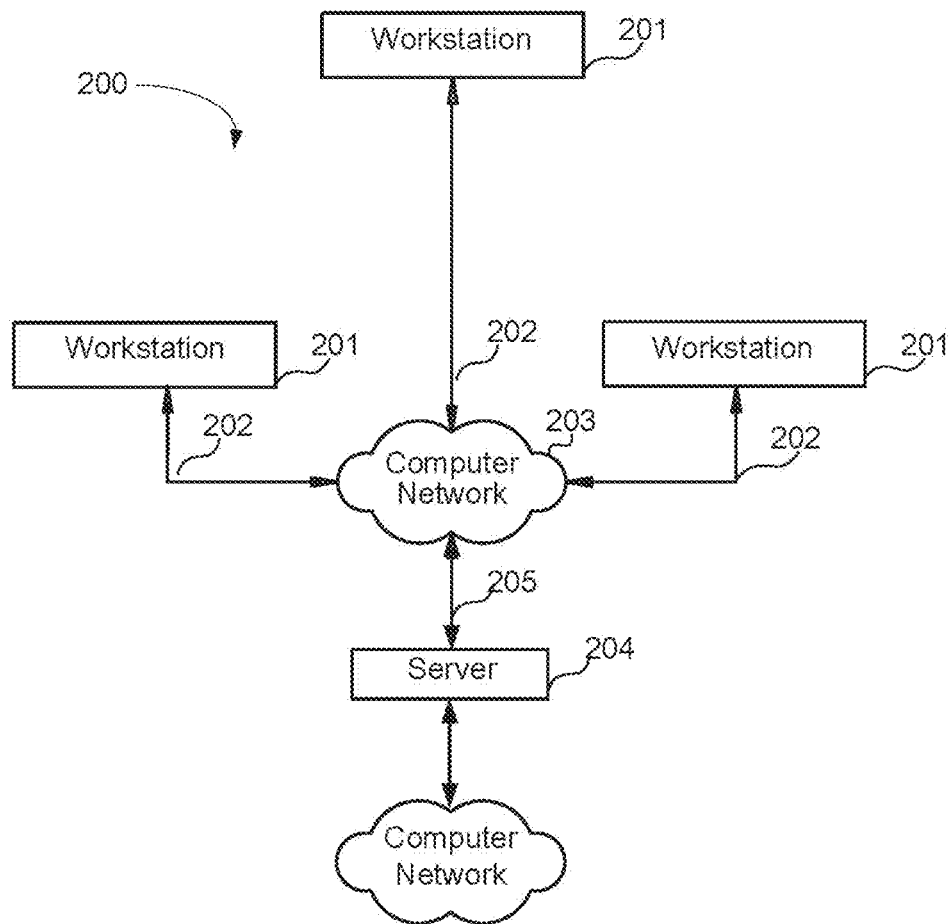 Workstation
201
200
Workstation
201
Workstation
201
202
202
203
202
Computer
Network
205
Server
204
Computer
Network